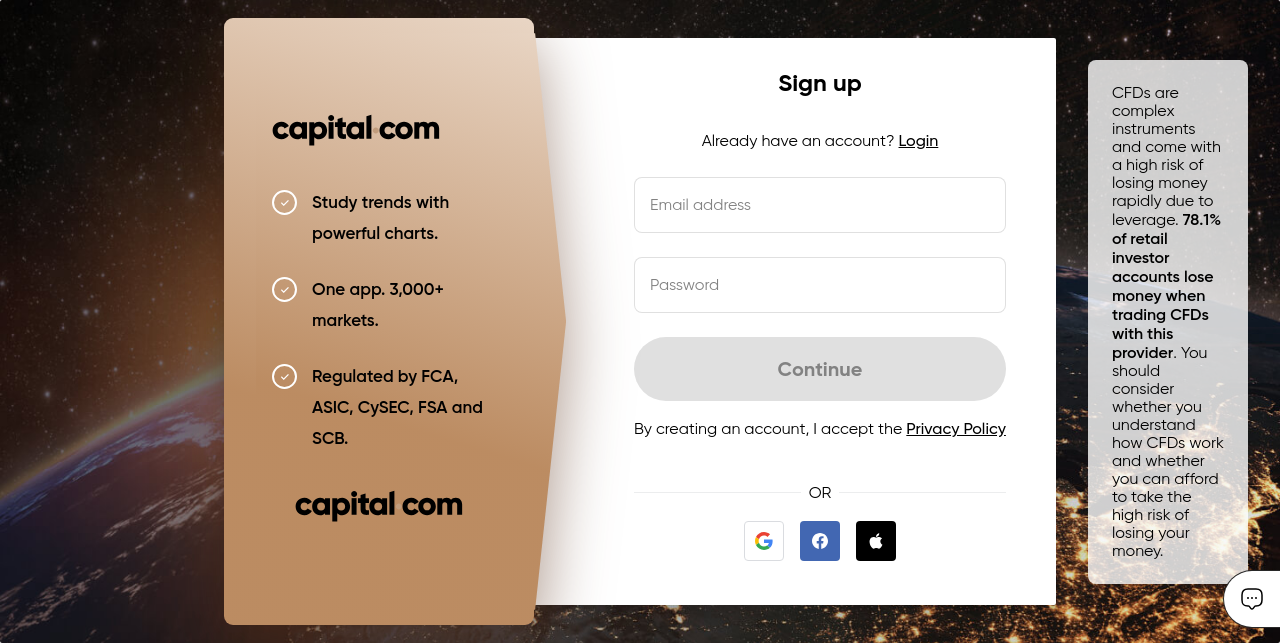 capital.com
Study trends with
powerful charts.
One app. 3,000+
markets.
Regulated by FCA,
ASIC, CySEC, FSA and
SCB.
capital com
Sign up
Already have an account? Login
Email address
Password
Continue
By creating an account, I accept the Privacy Policy
OR
CFDs are
complex
instruments
and come with
a high risk of
losing money
rapidly due to
leverage. 78.1%
of retail
investor
accounts lose
money when
trading CFDs
with this
provider. You
should
consider
whether you
understand
how CFDs work
and whether
you can afford
to take the
high risk of
losing your
money.